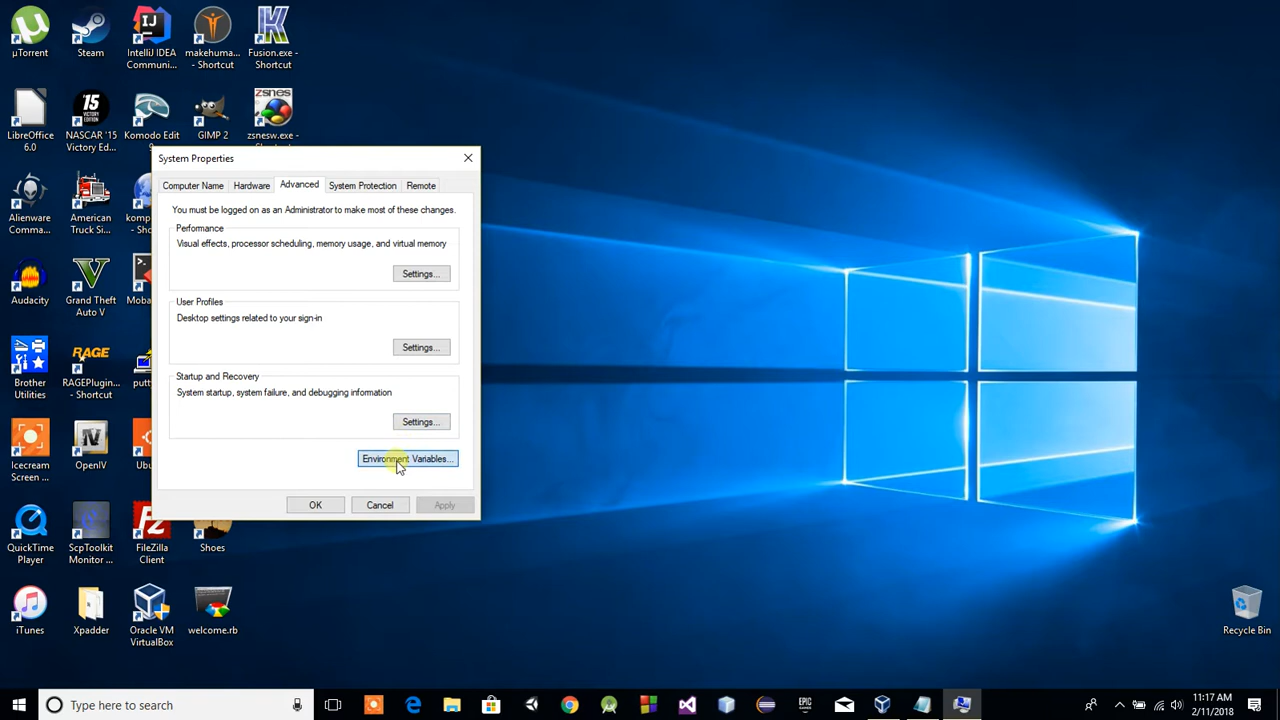 µTorrent
Steam
IntelliJ IDEA
Communi...
makehuma...
- Shortcut
Fusion.exe -
Shortcut
LibreOffice
6.0
'15
NASCAR '15
Victory Ed...
Komodo Edit
GIMP 2
zsnes
zsnesw.exe -
Alienware
Comma...
American
Truck Si...
Audacity
Grand Theft
Auto V
Brother
Utilities
RAGE
RAGEPlugin...
- Shortcut
Icecream
Screen ...
OpenIV
QuickTime
Player
ScpToolkit
Monitor ...
FileZilla
Client
Shoes
iTunes
Xpadder
Oracle VM
VirtualBox
welcome.rb
Recycle Bin
System Properties
Computer Name
Hardware
Advanced
System Protection
Remote
You must be logged on as an Administrator to make most of these changes.
Performance
Visual effects, processor scheduling, memory usage, and virtual memory
Settings...
User Profiles
Desktop settings related to your sign-in
Settings...
Startup and Recovery
System startup, system failure, and debugging information
Settings...
Environment Variables...
OK
Cancel
Apply
Type here to search
EPIC
11:17 AM
2/11/2018